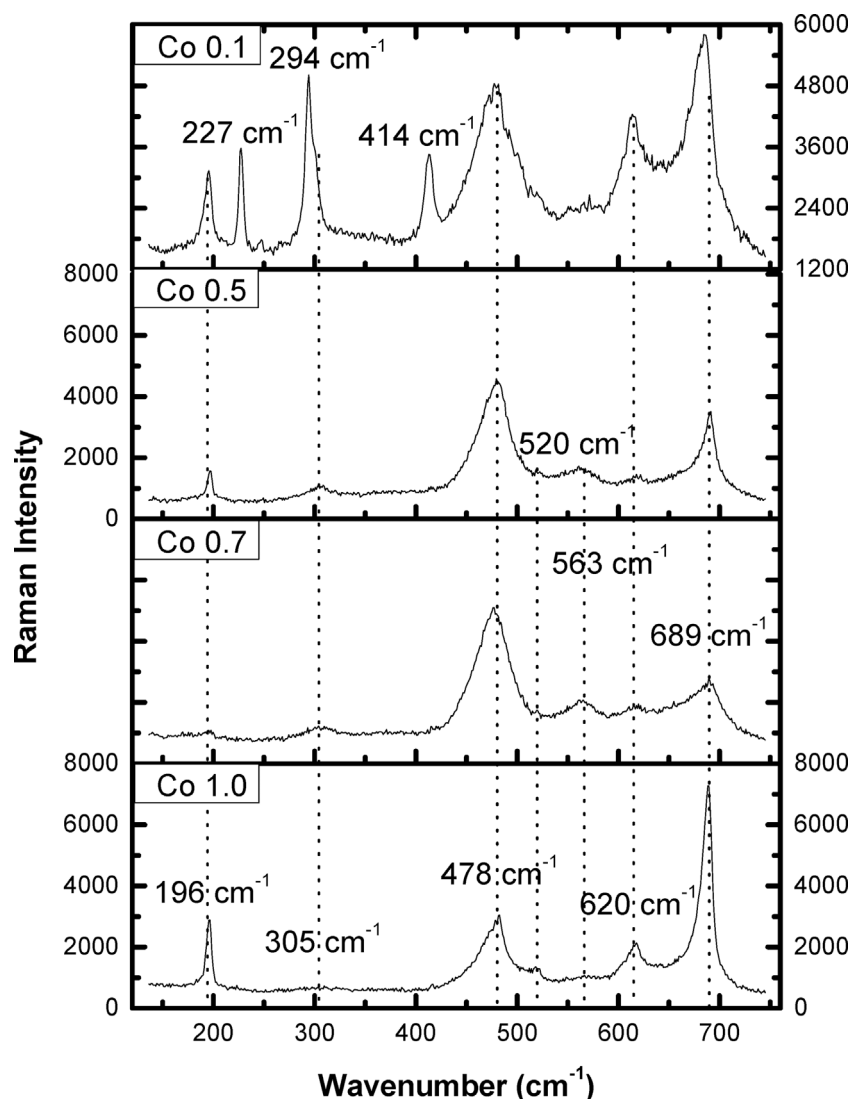 Co 0.1
294 cm⁻¹
227 cm⁻¹
414 cm⁻¹
6000
4800
3600
2400
1200
8000
6000
4000
2000
0
Co 0.5
520 cm⁻¹
Co 0.7
563 cm⁻¹
689 cm⁻¹
8000
6000
4000
2000
0
Co 1.0
196 cm⁻¹
305 cm⁻¹
478 cm⁻¹
620 cm⁻¹
8000
6000
4000
2000
0
200 300 400 500 600 700
Raman Intensity
Wavenumber (cm⁻¹)